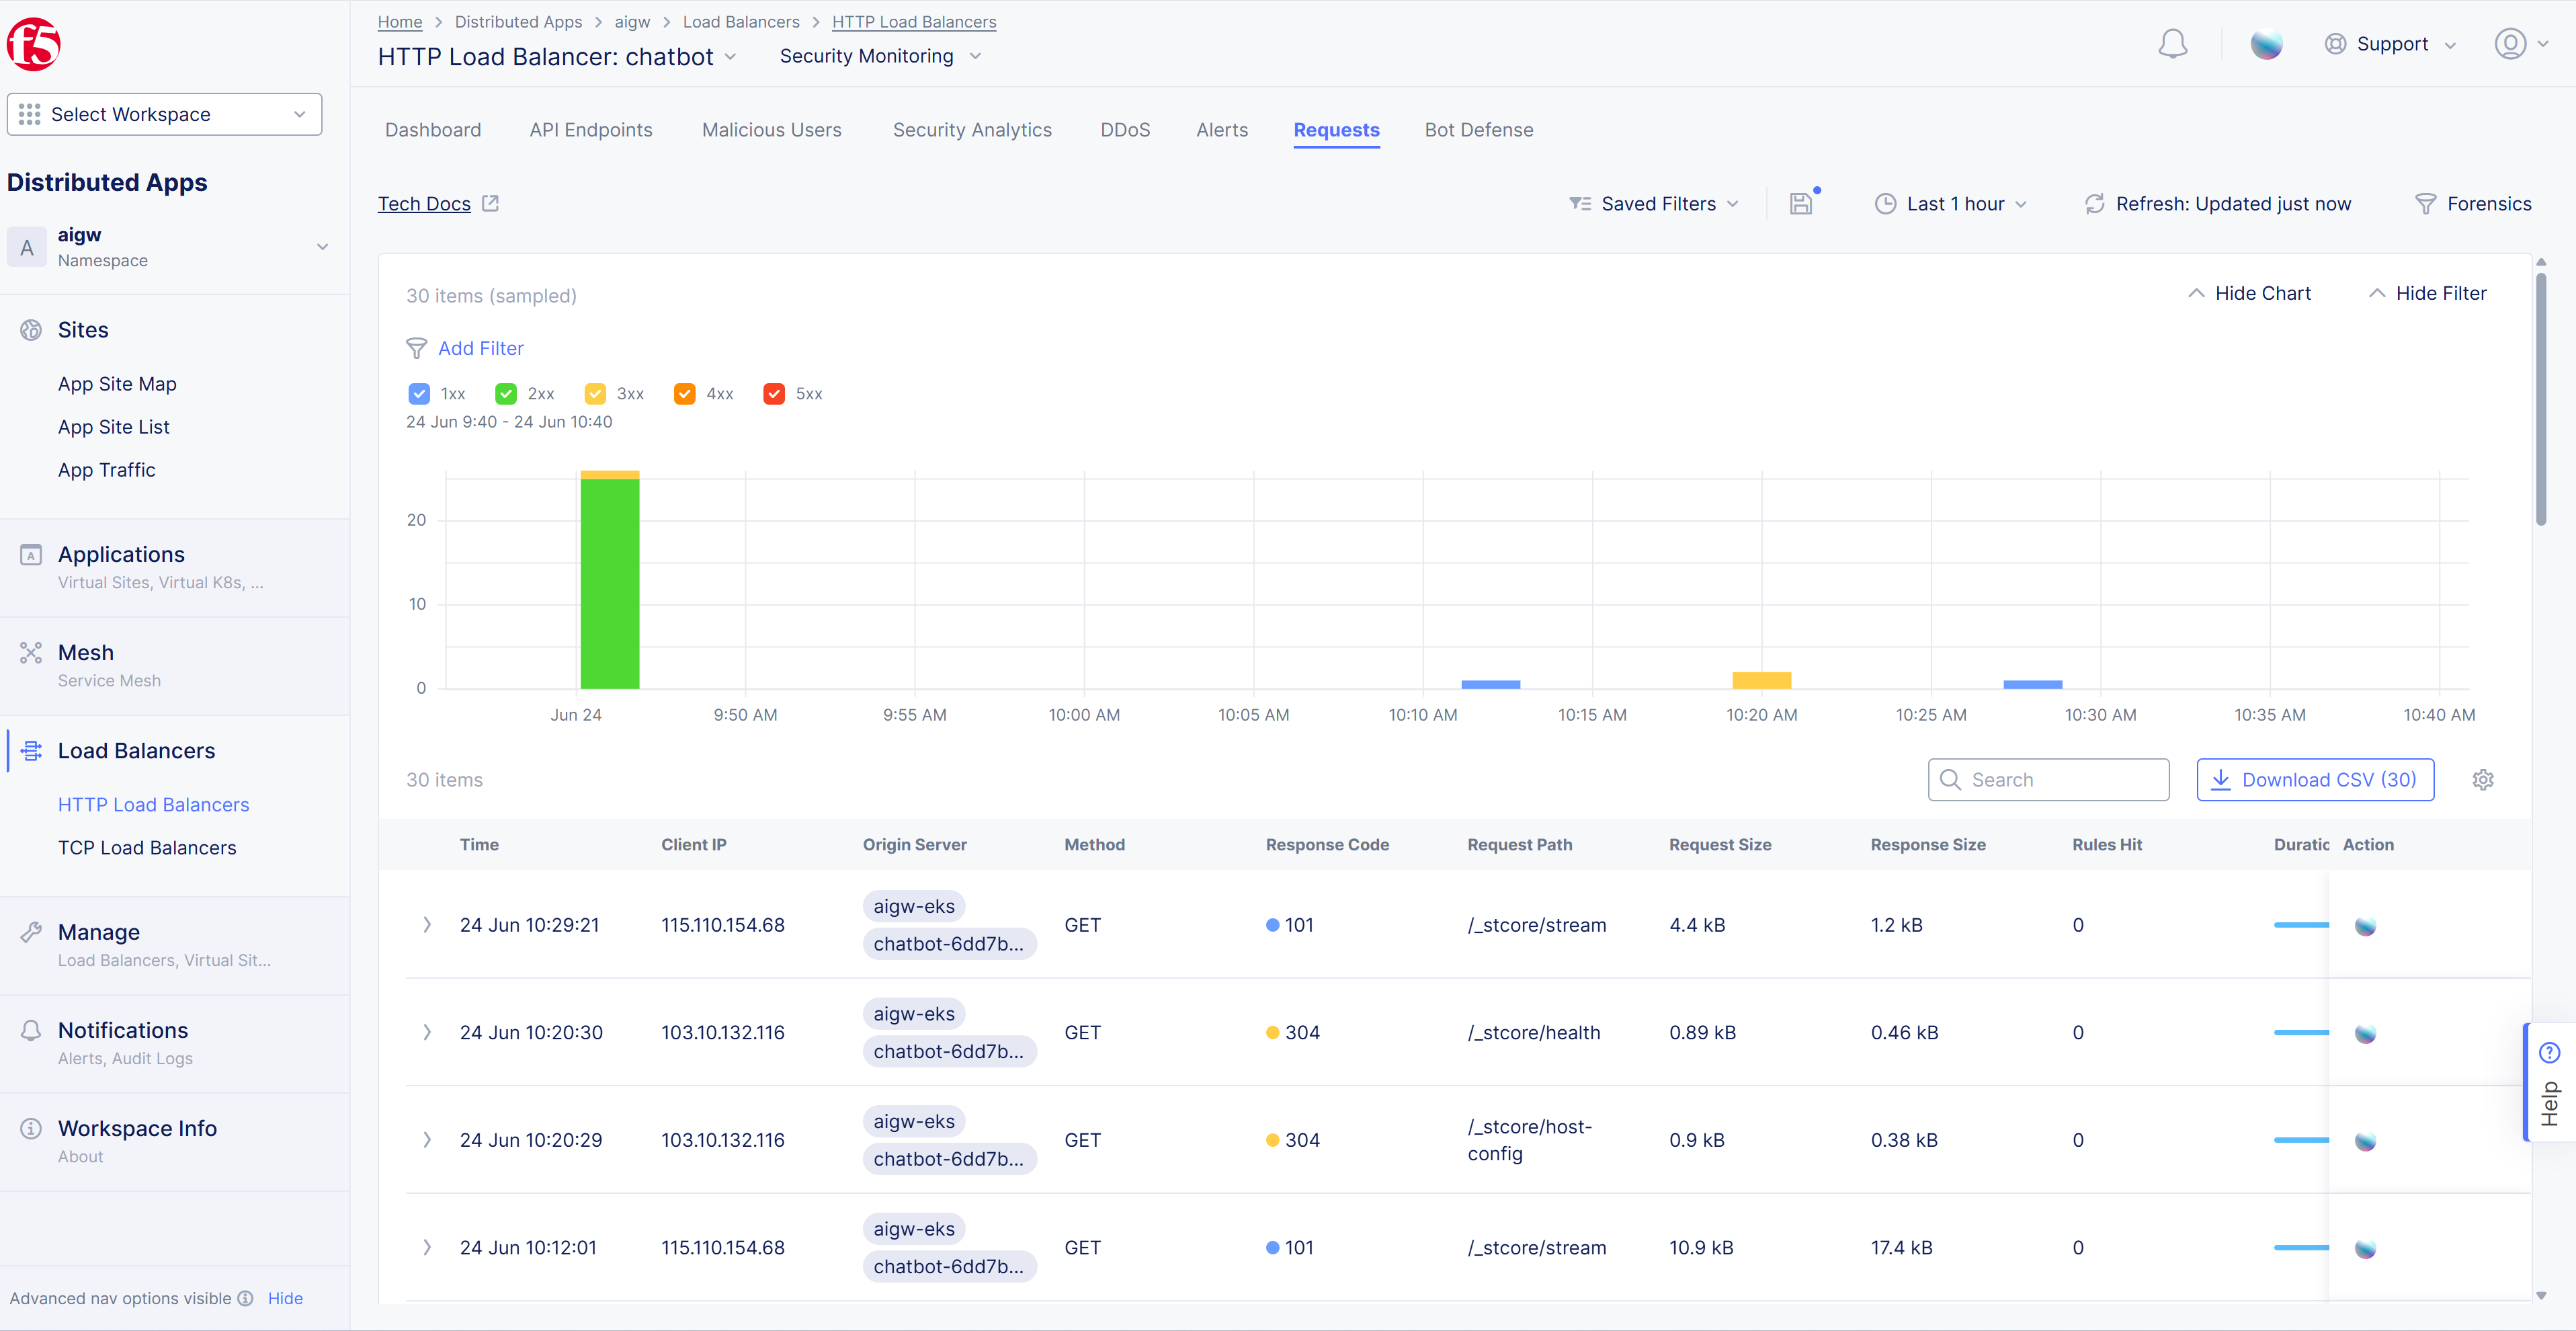 f5
Home > Distributed Apps > aigw > Load Balancers > HTTP Load Balancers
HTTP Load Balancer: chatbot
Security Monitoring
Support
Select Workspace
Distributed Apps
A
aigw
Namespace
Sites
App Site Map
App Site List
App Traffic
Applications
Virtual Sites, Virtual K8s, ...
Mesh
Service Mesh
Load Balancers
HTTP Load Balancers
TCP Load Balancers
Manage
Load Balancers, Virtual Sit...
Notifications
Alerts, Audit Logs
Workspace Info
About
Advanced nav options visible Hide
Dashboard API Endpoints Malicious Users Security Analytics DDoS Alerts Requests Bot Defense
Tech Docs
Saved Filters Last 1 hour Refresh: Updated just now Forensics
30 items (sampled)
Hide Chart Hide Filter
Add Filter
1xx 2xx 3xx 4xx 5xx
24 Jun 9:40 - 24 Jun 10:40
20
10
0
Jun 24 9:50 AM 9:55 AM 10:00 AM 10:05 AM 10:10 AM 10:15 AM 10:20 AM 10:25 AM 10:30 AM 10:35 AM 10:40 AM
30 items
Search
Download CSV (30)
Time Client IP Origin Server Method Response Code Request Path Request Size Response Size Rules Hit Duratic Action
24 Jun 10:29:21 115.110.154.68 aigw-eks chatbot-6dd7b... GET 101 /_stcore/stream 4.4 kB 1.2 kB 0
24 Jun 10:20:30 103.10.132.116 aigw-eks chatbot-6dd7b... GET 304 /_stcore/health 0.89 kB 0.46 kB 0
24 Jun 10:20:29 103.10.132.116 aigw-eks chatbot-6dd7b... GET 304 /_stcore/host-config 0.9 kB 0.38 kB 0
24 Jun 10:12:01 115.110.154.68 aigw-eks chatbot-6dd7b... GET 101 /_stcore/stream 10.9 kB 17.4 kB 0
Help